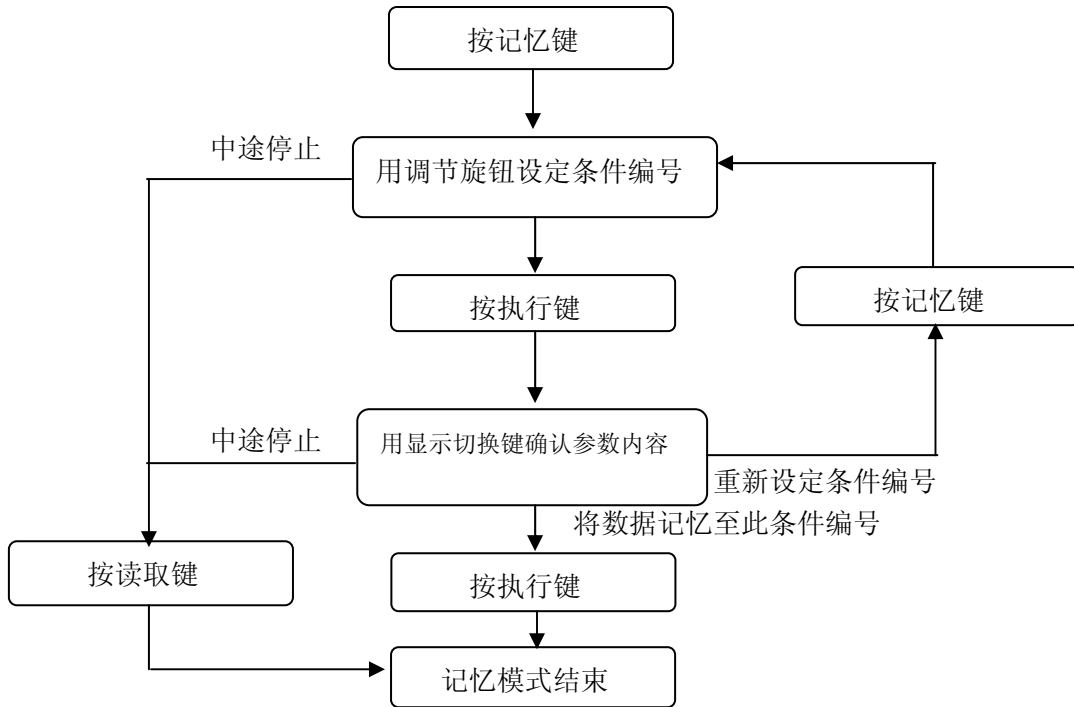 按记忆键
中途停止
用调节旋钮设定条件编号
按执行键
按记忆键
中途停止
用显示切换键确认参数内容
重新设定条件编号
将数据记忆至此条件编号
按读取键
按执行键
记忆模式结束